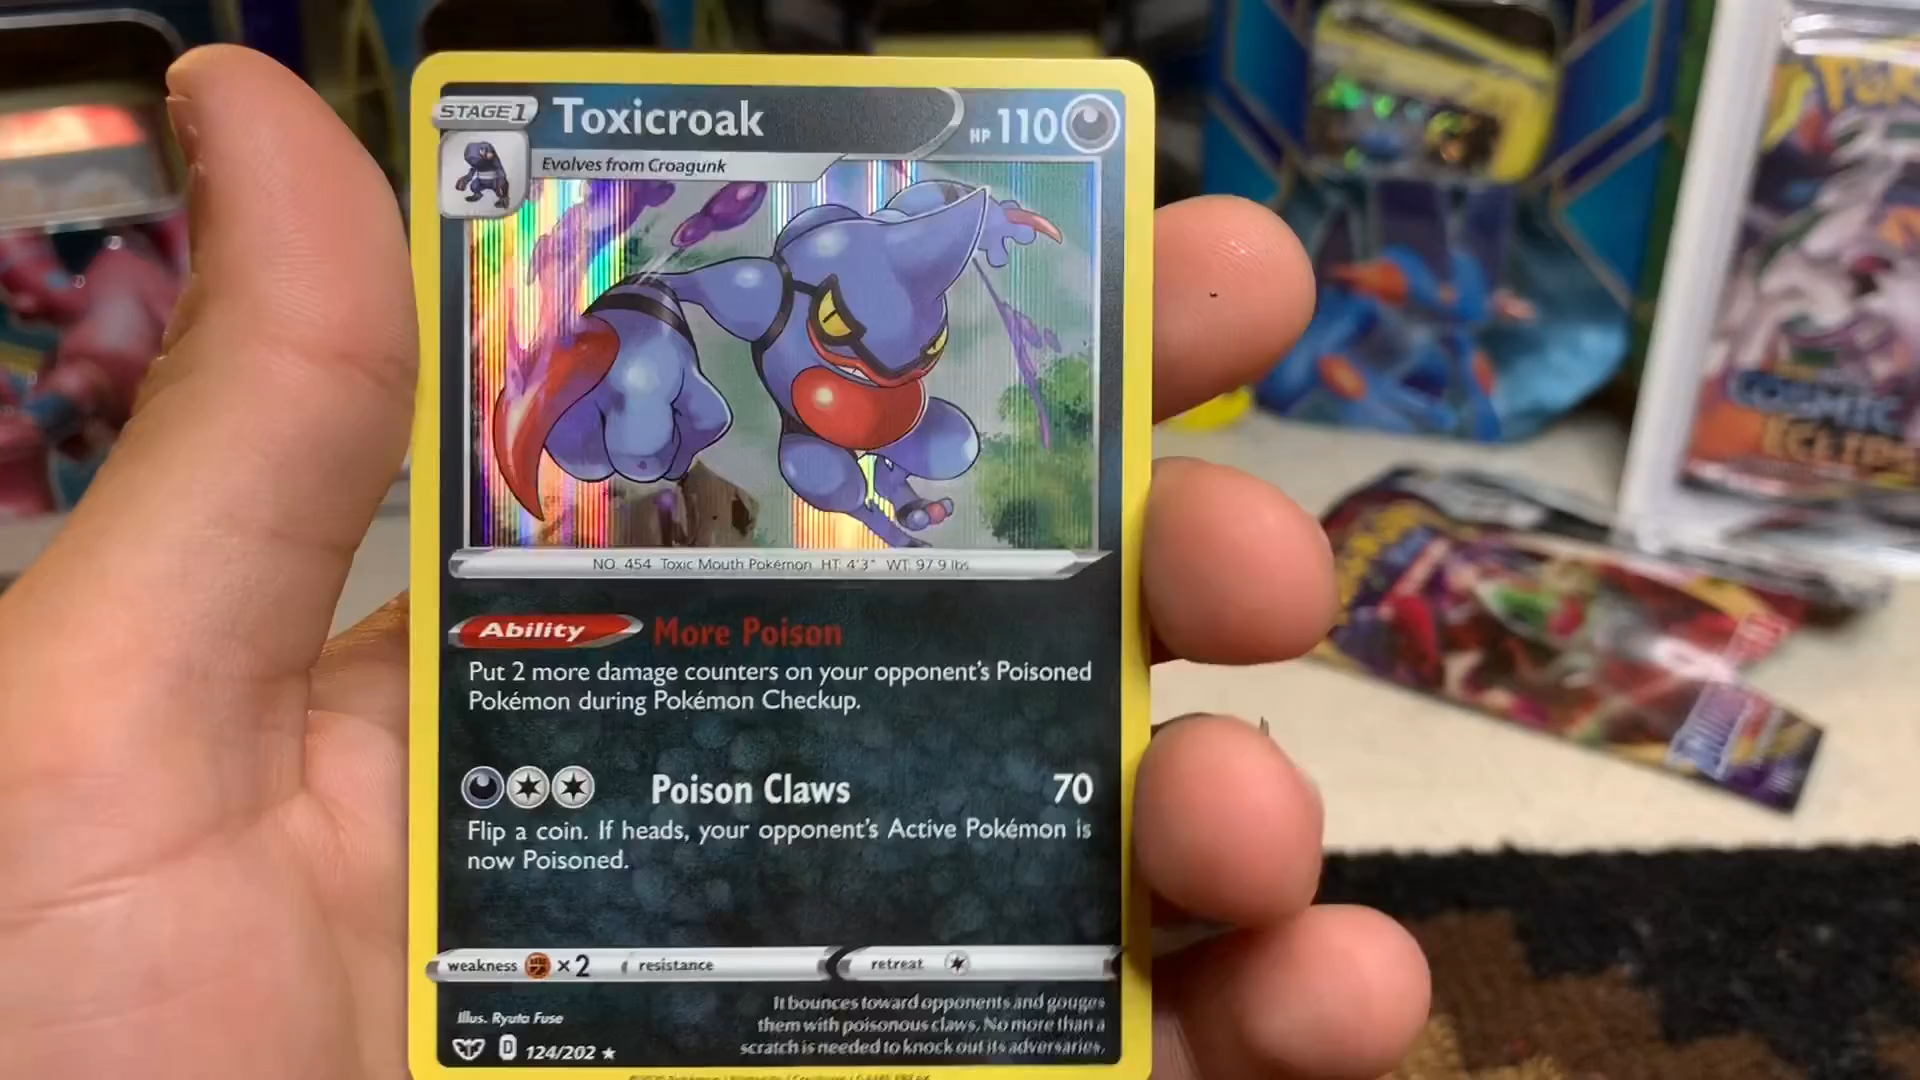 STAGE 1
Toxicroak
HP 110
Evolves from Croagunk
NO. 454 Toxic Mouth Pokémon HT: 4'3" WT: 97.9 lbs
Ability More Poison
Put 2 more damage counters on your opponent's Poisoned
Pokémon during Pokémon Checkup.
Poison Claws 70
Flip a coin. If heads, your opponent's Active Pokémon is
now Poisoned.
weakness ×2 resistance retreat
It bounces toward opponents and gouges
them with poisonous claws. No more than a
scratch is needed to knock out its adversaries.
Illus. Ryuta Fuse
D 124/202 ★
COSMIC
ECLIPS